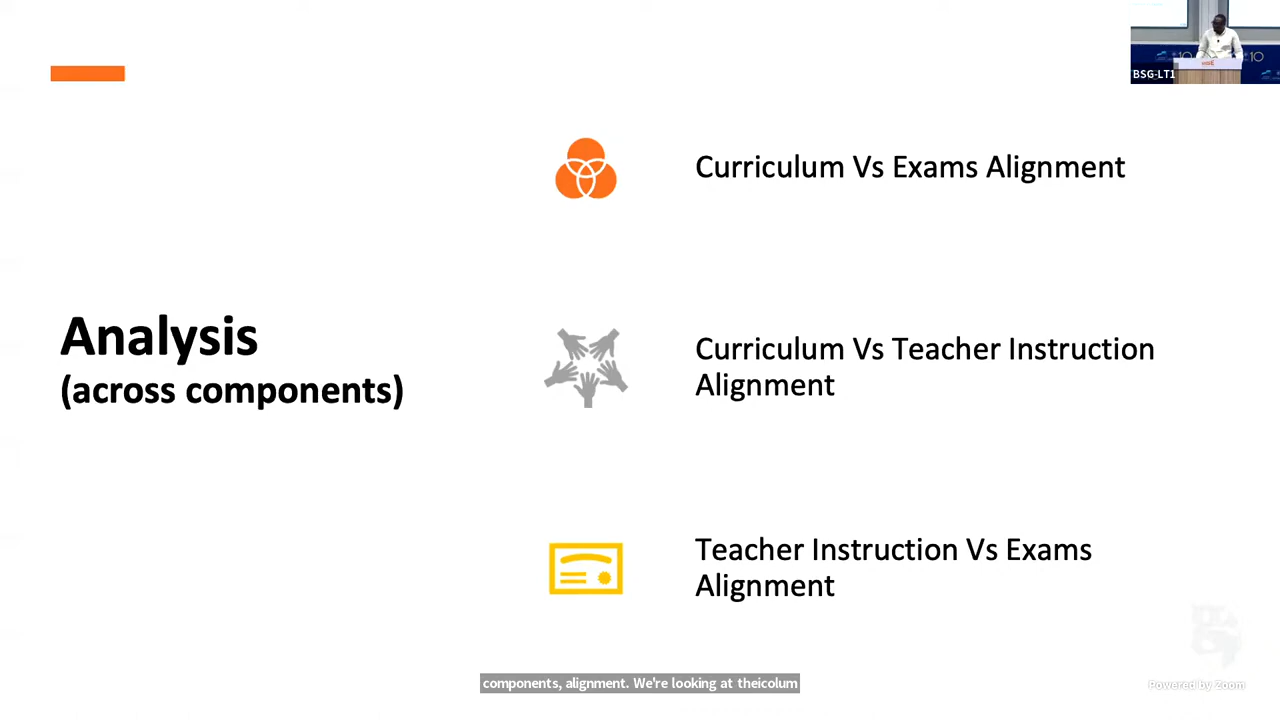 BSG-LT1
Curriculum Vs Exams Alignment
Analysis
(across components)
Curriculum Vs Teacher Instruction
Alignment
Teacher Instruction Vs Exams
Alignment
components, alignment. We're looking at theicolum
Powered by Zoom